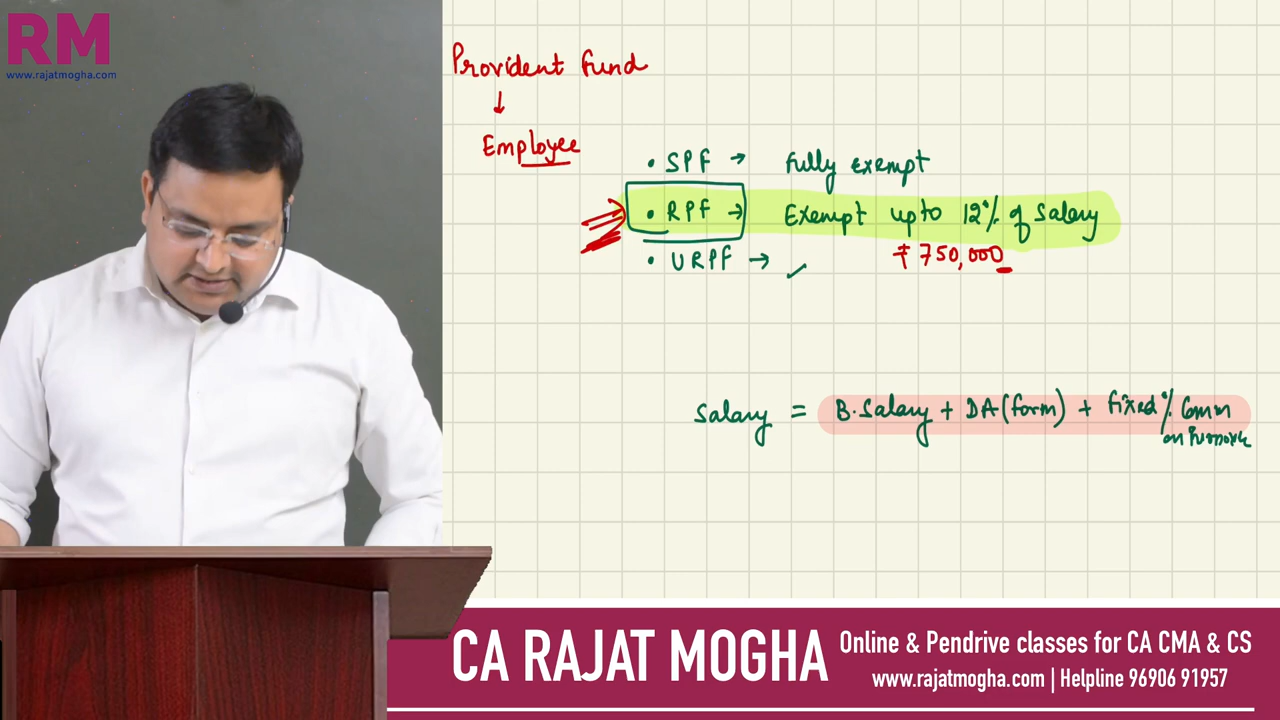 RM
www.rajatmogha.com
Provident fund
↓
Employee
• SPF → fully exempt
• RPF → Exempt upto 12% of salary
• URPF → ✓ ₹750,000
Salary = B.Salary + DA (form) + fixed % Comm
on
CA RAJAT MOGHA
Online & Pendrive classes for CA CMA & CS
www.rajatmogha.com | Helpline 96906 91957